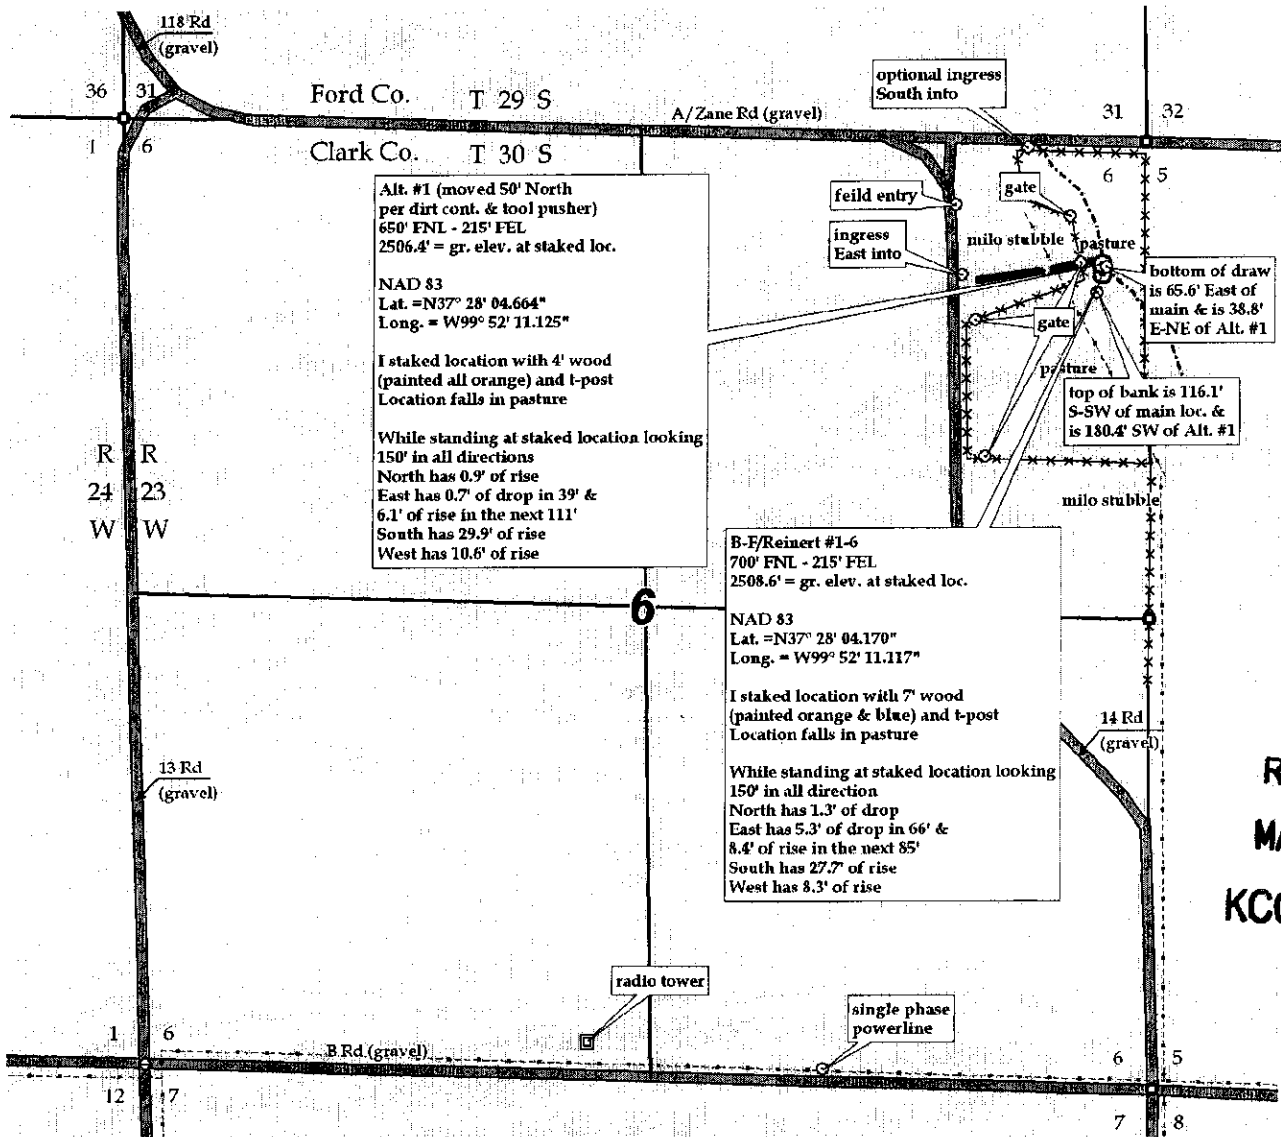 118 Rd
(gravel)
36
31
Ford Co.
T 29 S
A/Zane Rd (gravel)
optional ingress
South into
31
32
1
6
Clark Co.
T 30 S
6
5
Alt. #1 (moved 50' North
per dirt cont. & tool pusher)
650' FNL - 215' FEL
2506.4' = gr. elev. at staked loc.
NAD 83
Lat. =N37° 28' 04.664"
Long. = W99° 52' 11.125"
I staked location with 4' wood
(painted all orange) and t-post
Location falls in pasture
While standing at staked location looking
150' in all directions
North has 0.9' of rise
East has 0.7' of drop in 39' &
6.1' of rise in the next 111'
South has 29.9' of rise
West has 10.6' of rise
feild entry
gate
ingress
East into
milo stubble
pasture
bottom of draw
is 65.6' East of
main & is 38.8'
E-NE of Alt. #1
gate
pasture
top of bank is 116.1'
S-SW of main loc. &
is 180.4' SW of Alt. #1
milo stubble
R
R
24
23
W
W
B-F/Reinert #1-6
700' FNL - 215' FEL
2508.6' = gr. elev. at staked loc.
NAD 83
Lat. =N37° 28' 04.170"
Long. = W99° 52' 11.117"
I staked location with 7' wood
(painted orange & blue) and t-post
Location falls in pasture
While standing at staked location looking
150' in all direction
North has 1.3' of drop
East has 5.3' of drop in 66' &
8.4' of rise in the next 85'
South has 27.7' of rise
West has 8.3' of rise
6
14 Rd
(gravel)
13 Rd
(gravel)
R
MA
KCC
radio tower
single phase
powerline
1
6
B Rd (gravel)
6
5
12
7
7
8